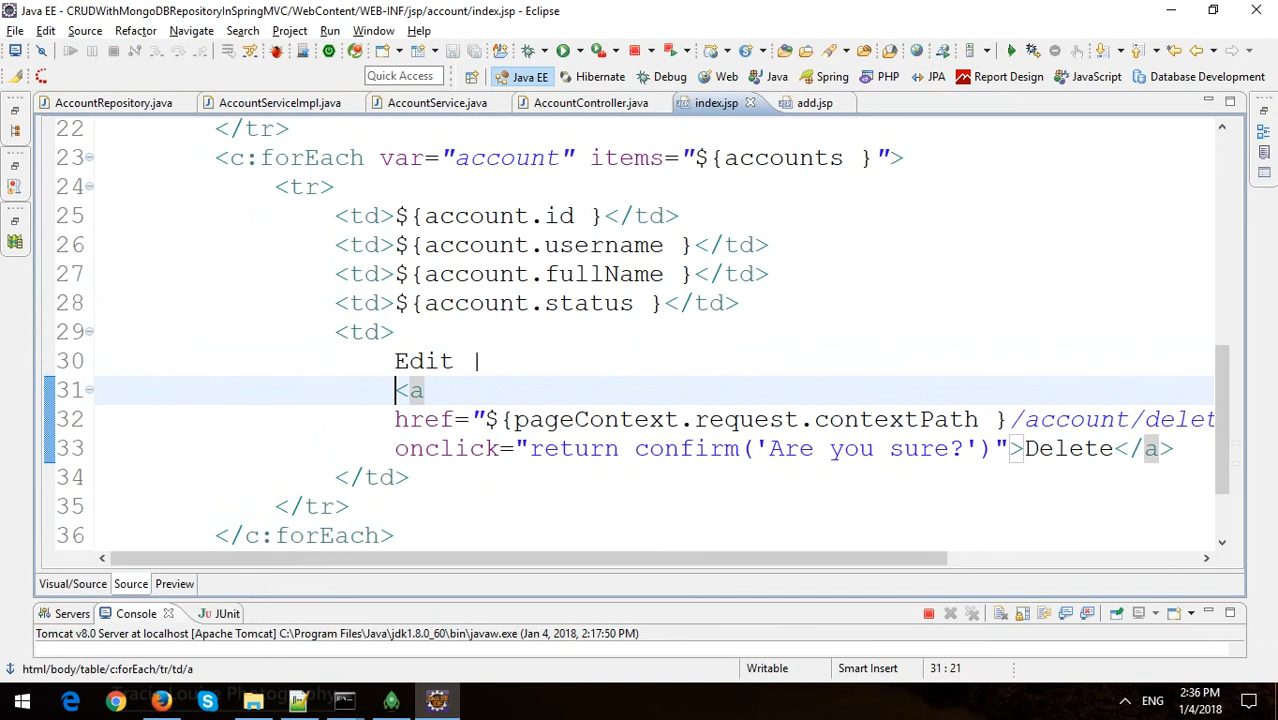 Java EE - CRUDWithMongoDBRepositoryInSpringMVC/WebContent/WEB-INF/jsp/account/index.jsp - Eclipse
File Edit Source Refactor Navigate Search Project Run Window Help
Quick Access Java EE Hibernate Debug Web Java Spring PHP JPA Report Design JavaScript Database Development
AccountRepository.java AccountServiceImpl.java AccountService.java AccountController.java index.jsp add.jsp
22 </tr>
23 <c:forEach var="account" items="${accounts }">
24 <tr>
25 <td>${account.id }</td>
26 <td>${account.username }</td>
27 <td>${account.fullName }</td>
28 <td>${account.status }</td>
29 <td>
30 Edit |
31 <a
32 href="${pageContext.request.contextPath }/account/delet
33 onclick="return confirm('Are you sure?')">Delete</a>
34 </td>
35 </tr>
36 </c:forEach>
Visual/Source Source Preview
Servers Console JUnit
Tomcat v8.0 Server at localhost [Apache Tomcat] C:\Program Files\Java\jdk1.8.0_60\bin\javaw.exe (Jan 4, 2018, 2:17:50 PM)
html/body/table/c:forEach/tr/td/a Writable Smart Insert 31 : 21
Tracie Louise Photography
ENG 2:36 PM
1/4/2018